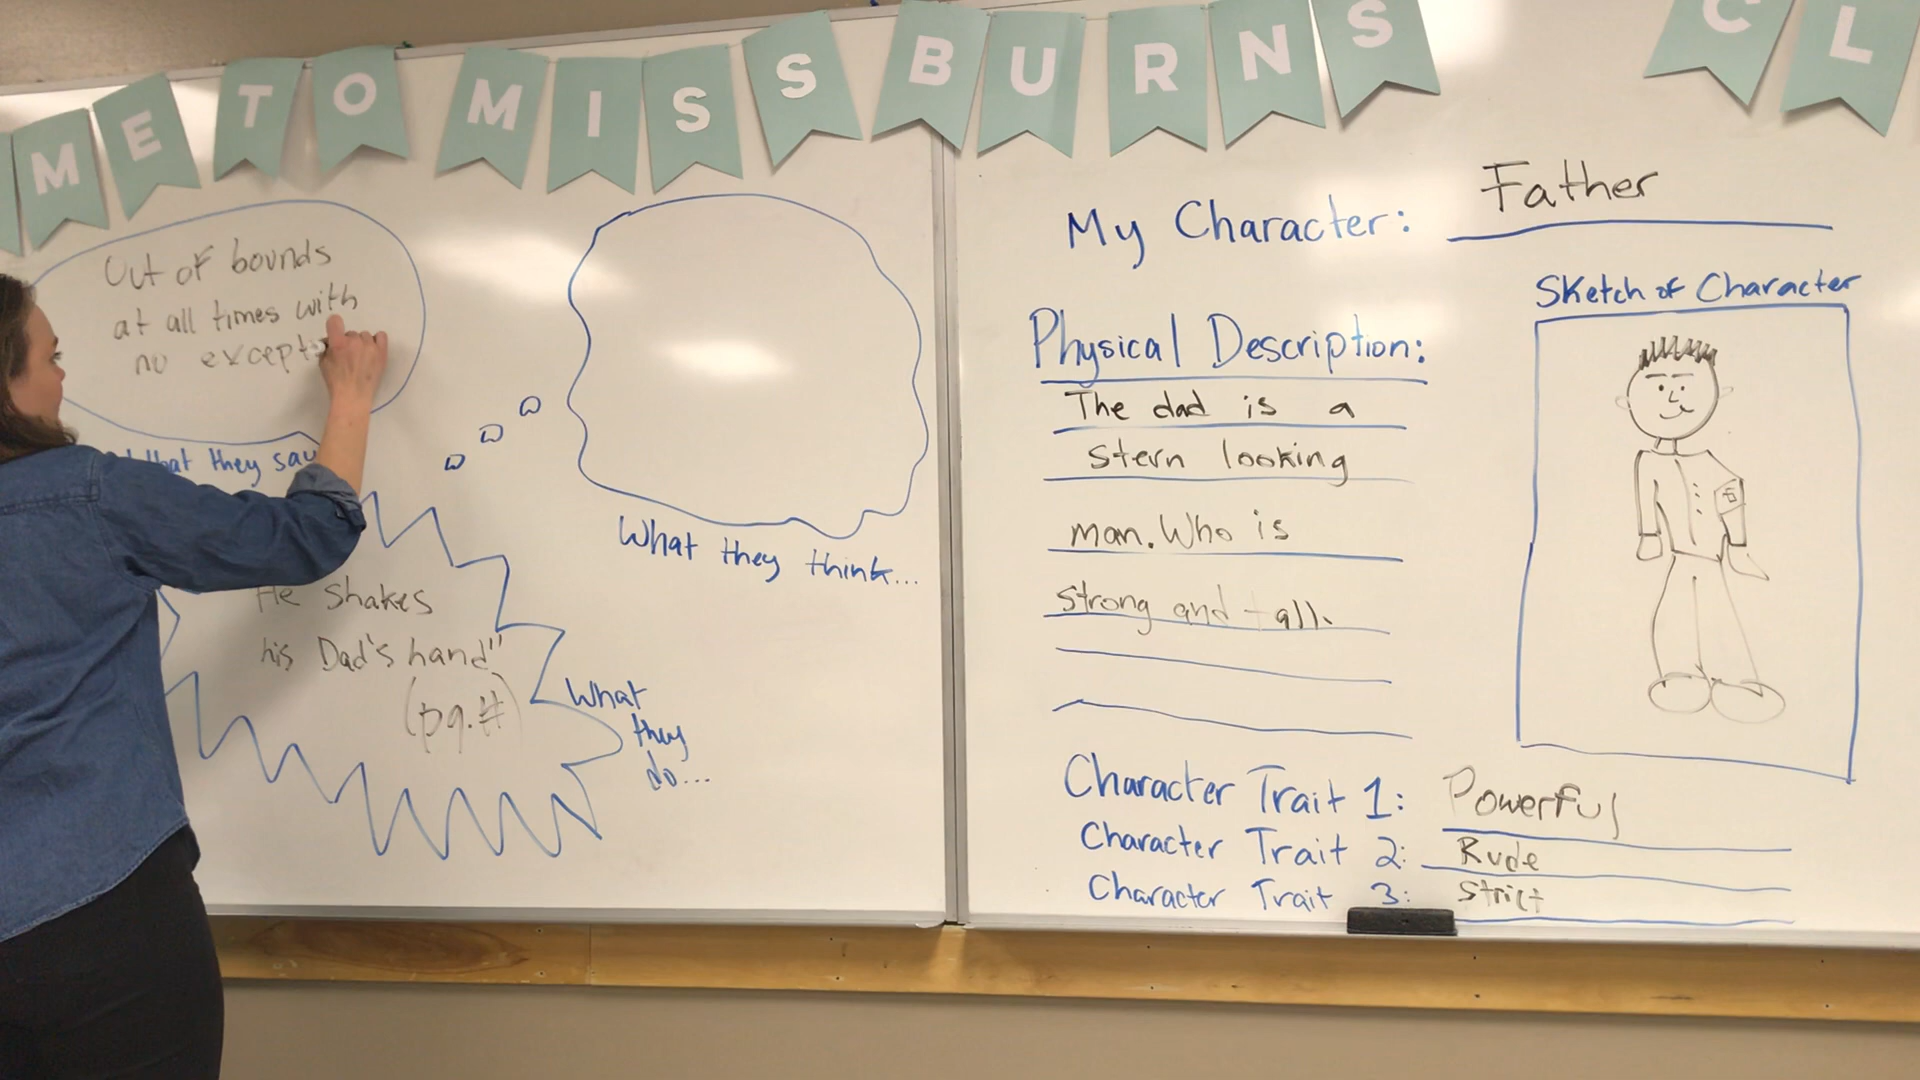 ME TO MISS BURNS CL
Out of bounds
at all times with
no except
that they say
He shakes
his Dad's hand"
(pg.#)
What
they
do...
What they think...
My Character: Father
Sketch of Character
Physical Description:
The dad is a
stern looking
man. Who is
strong and tall.
Character Trait 1: Powerful
Character Trait 2: Rude
Character Trait 3: Strict